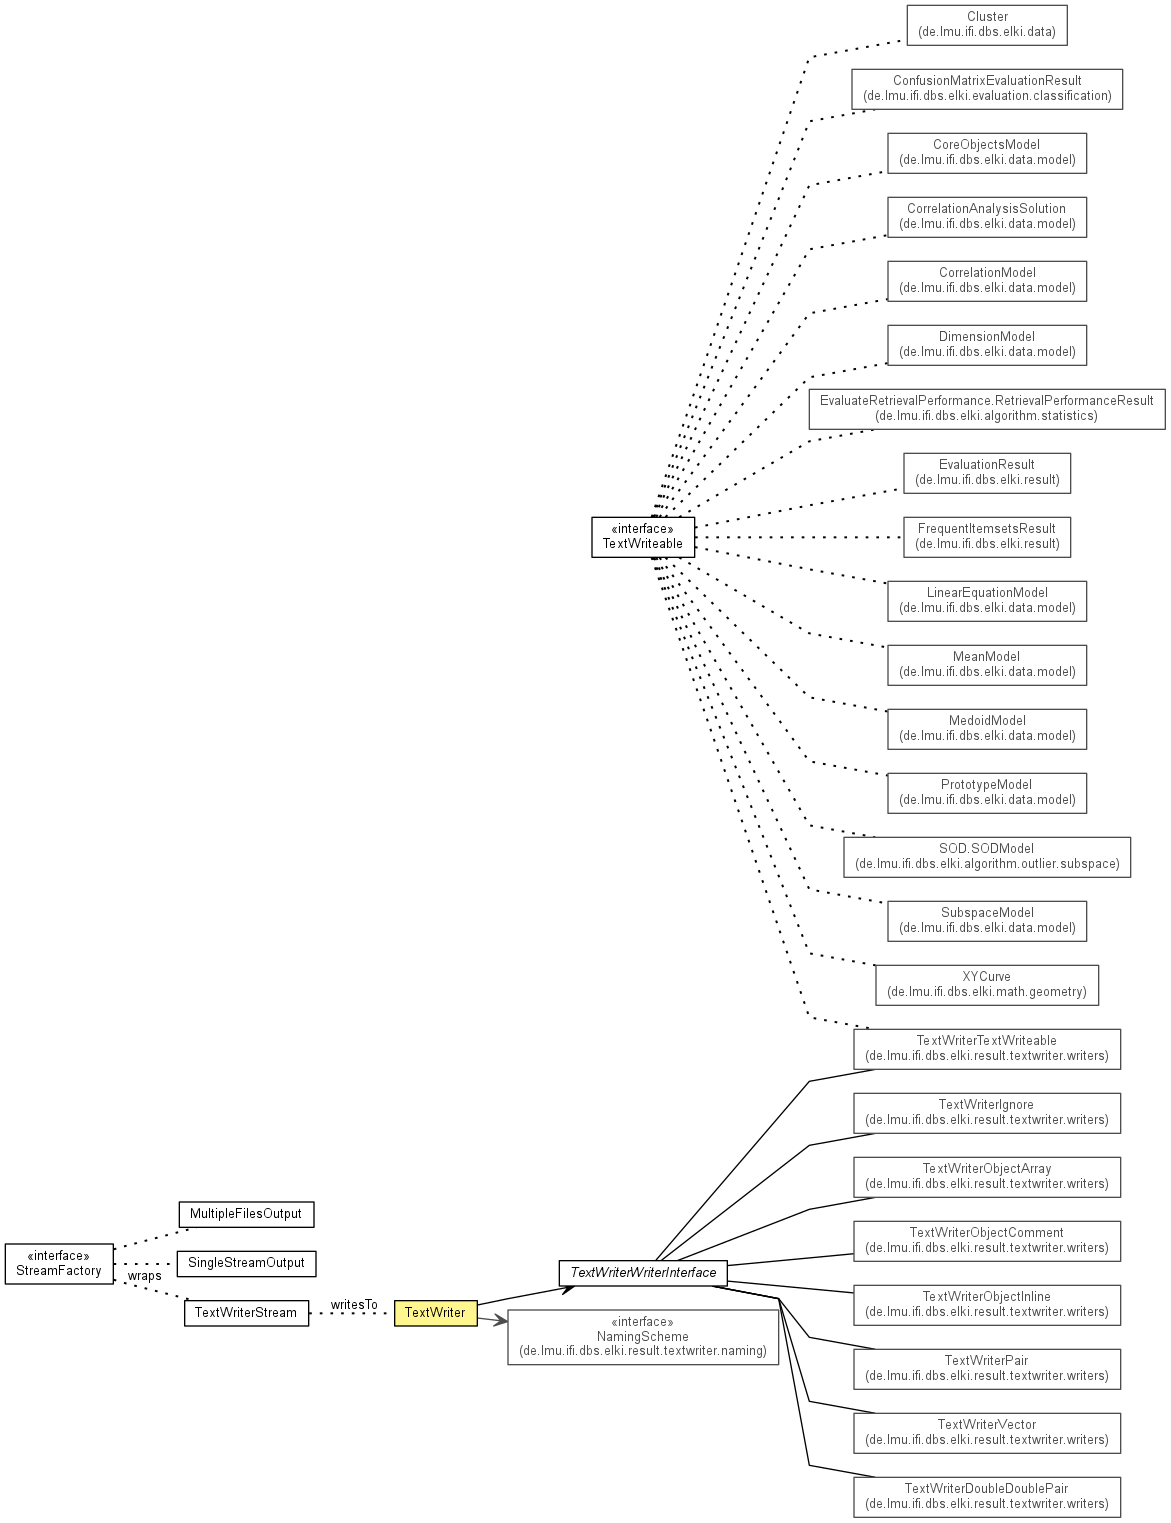 Cluster
(de.lmu.ifi.dbs.elki.data)
ConfusionMatrixEvaluationResult
(de.lmu.ifi.dbs.elki.evaluation.classification)
CoreObjectsModel
(de.lmu.ifi.dbs.elki.data.model)
CorrelationAnalysisSolution
(de.lmu.ifi.dbs.elki.data.model)
CorrelationModel
(de.lmu.ifi.dbs.elki.data.model)
DimensionModel
(de.lmu.ifi.dbs.elki.data.model)
EvaluateRetrievalPerformance.RetrievalPerformanceResult
(de.lmu.ifi.dbs.elki.algorithm.statistics)
EvaluationResult
(de.lmu.ifi.dbs.elki.result)
«interface»
TextWriteable
FrequentItemsetsResult
(de.lmu.ifi.dbs.elki.result)
LinearEquationModel
(de.lmu.ifi.dbs.elki.data.model)
MeanModel
(de.lmu.ifi.dbs.elki.data.model)
MedoidModel
(de.lmu.ifi.dbs.elki.data.model)
PrototypeModel
(de.lmu.ifi.dbs.elki.data.model)
SOD.SODModel
(de.lmu.ifi.dbs.elki.algorithm.outlier.subspace)
SubspaceModel
(de.lmu.ifi.dbs.elki.data.model)
XYCurve
(de.lmu.ifi.dbs.elki.math.geometry)
TextWriterTextWriteable
(de.lmu.ifi.dbs.elki.result.textwriter.writers)
TextWriterIgnore
(de.lmu.ifi.dbs.elki.result.textwriter.writers)
TextWriterObjectArray
(de.lmu.ifi.dbs.elki.result.textwriter.writers)
TextWriterObjectComment
(de.lmu.ifi.dbs.elki.result.textwriter.writers)
TextWriterObjectInline
(de.lmu.ifi.dbs.elki.result.textwriter.writers)
TextWriterPair
(de.lmu.ifi.dbs.elki.result.textwriter.writers)
TextWriterVector
(de.lmu.ifi.dbs.elki.result.textwriter.writers)
TextWriterDoubleDoublePair
(de.lmu.ifi.dbs.elki.result.textwriter.writers)
MultipleFilesOutput
«interface»
StreamFactory
SingleStreamOutput
wraps
TextWriterStream
writesTo
TextWriter
TextWriterWriterInterface
«interface»
NamingScheme
(de.lmu.ifi.dbs.elki.result.textwriter.naming)